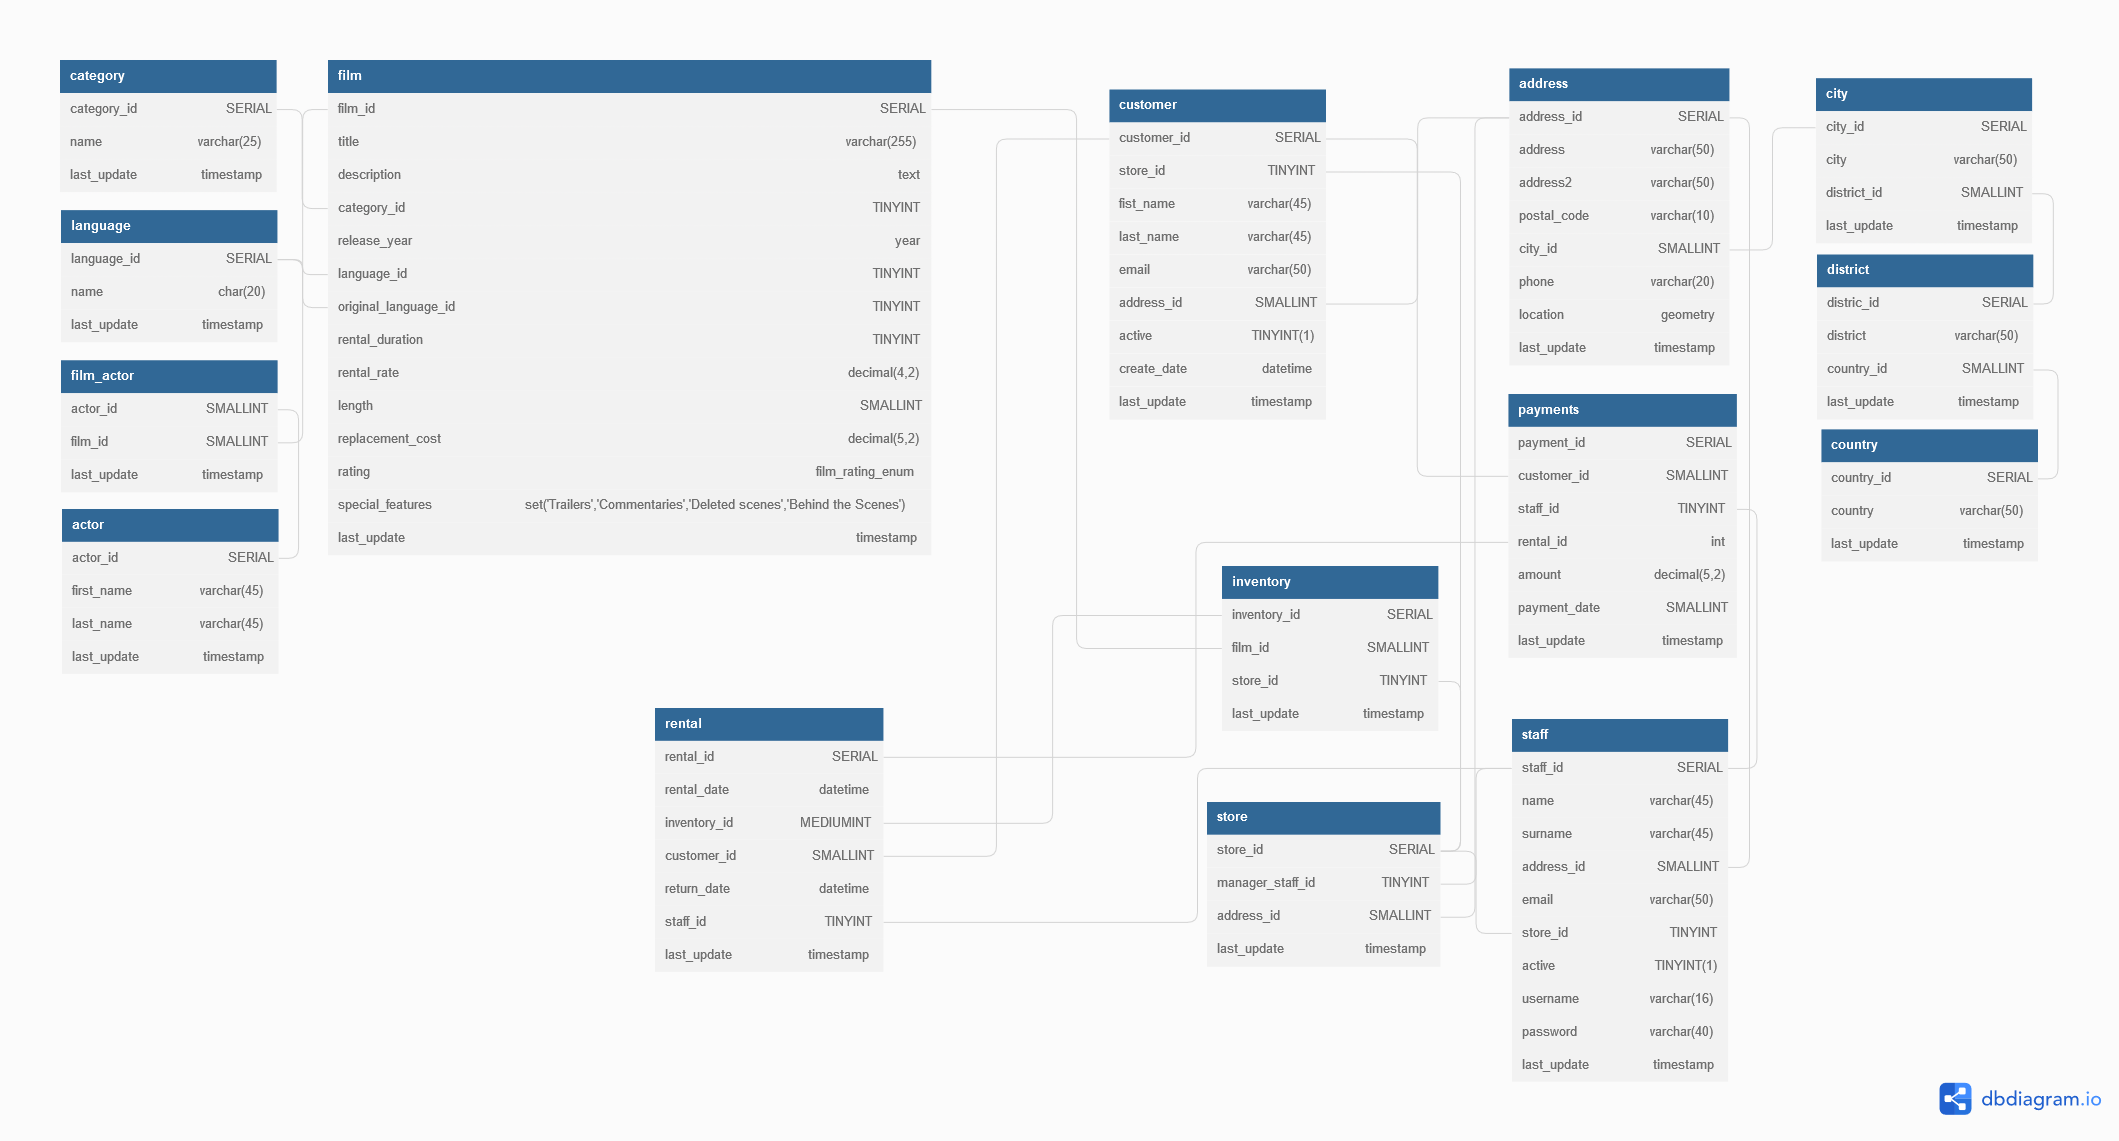 category
category_id SERIAL
name varchar(25)
last_update timestamp
language
language_id SERIAL
name char(20)
last_update timestamp
film_actor
actor_id SMALLINT
film_id SMALLINT
last_update timestamp
actor
actor_id SERIAL
first_name varchar(45)
last_name varchar(45)
last_update timestamp
film
film_id SERIAL
title varchar(255)
description text
category_id TINYINT
release_year year
language_id TINYINT
original_language_id TINYINT
rental_duration TINYINT
rental_rate decimal(4,2)
length SMALLINT
replacement_cost decimal(5,2)
rating film_rating_enum
special_features set('Trailers','Commentaries','Deleted scenes','Behind the Scenes')
last_update timestamp
rental
rental_id SERIAL
rental_date datetime
inventory_id MEDIUMINT
customer_id SMALLINT
return_date datetime
staff_id TINYINT
last_update timestamp
customer
customer_id SERIAL
store_id TINYINT
fist_name varchar(45)
last_name varchar(45)
email varchar(50)
address_id SMALLINT
active TINYINT(1)
create_date datetime
last_update timestamp
inventory
inventory_id SERIAL
film_id SMALLINT
store_id TINYINT
last_update timestamp
store
store_id SERIAL
manager_staff_id TINYINT
address_id SMALLINT
last_update timestamp
address
address_id SERIAL
address varchar(50)
address2 varchar(50)
postal_code varchar(10)
city_id SMALLINT
phone varchar(20)
location geometry
last_update timestamp
payments
payment_id SERIAL
customer_id SMALLINT
staff_id TINYINT
rental_id int
amount decimal(5,2)
payment_date SMALLINT
last_update timestamp
staff
staff_id SERIAL
name varchar(45)
surname varchar(45)
address_id SMALLINT
email varchar(50)
store_id TINYINT
active TINYINT(1)
username varchar(16)
password varchar(40)
last_update timestamp
city
city_id SERIAL
city varchar(50)
district_id SMALLINT
last_update timestamp
district
distric_id SERIAL
district varchar(50)
country_id SMALLINT
last_update timestamp
country
country_id SERIAL
country varchar(50)
last_update timestamp
dbdiagram.io